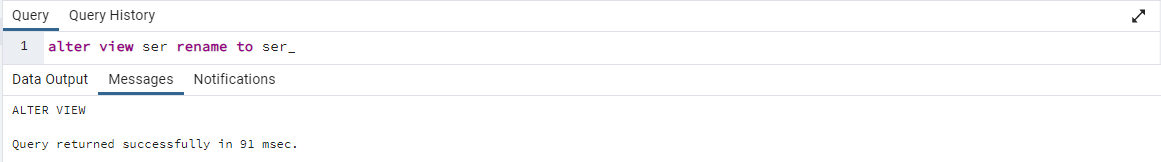 Query Query History
1 alter view ser rename to ser_
Data Output Messages Notifications
ALTER VIEW
Query returned successfully in 91 msec.